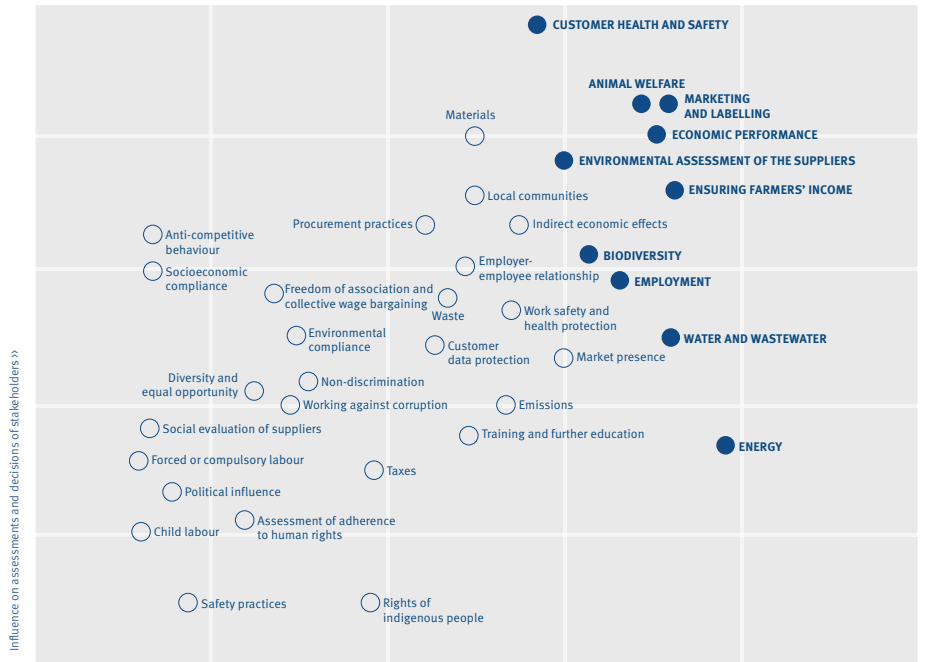 CUSTOMER HEALTH AND SAFETY
ANIMAL WELFARE
MARKETING
AND LABELLING
Materials
ECONOMIC PERFORMANCE
ENVIRONMENTAL ASSESSMENT OF THE SUPPLIERS
ENSURING FARMERS’ INCOME
Local communities
Procurement practices
Indirect economic effects
Anti-competitive
behaviour
BIODIVERSITY
Employer-
employee relationship
Socioeconomic
compliance
EMPLOYMENT
Freedom of association and
collective wage bargaining
Waste
Work safety and
health protection
Environmental
compliance
WATER AND WASTEWATER
Customer
data protection
Market presence
Diversity and
equal opportunity
Non-discrimination
Working against corruption
Emissions
Social evaluation of suppliers
Training and further education
ENERGY
Forced or compulsory labour
Taxes
Political influence
Assessment of adherence
to human rights
Child labour
Safety practices
Rights of
indigenous people
Influence on assessments and decisions of stakeholders ››